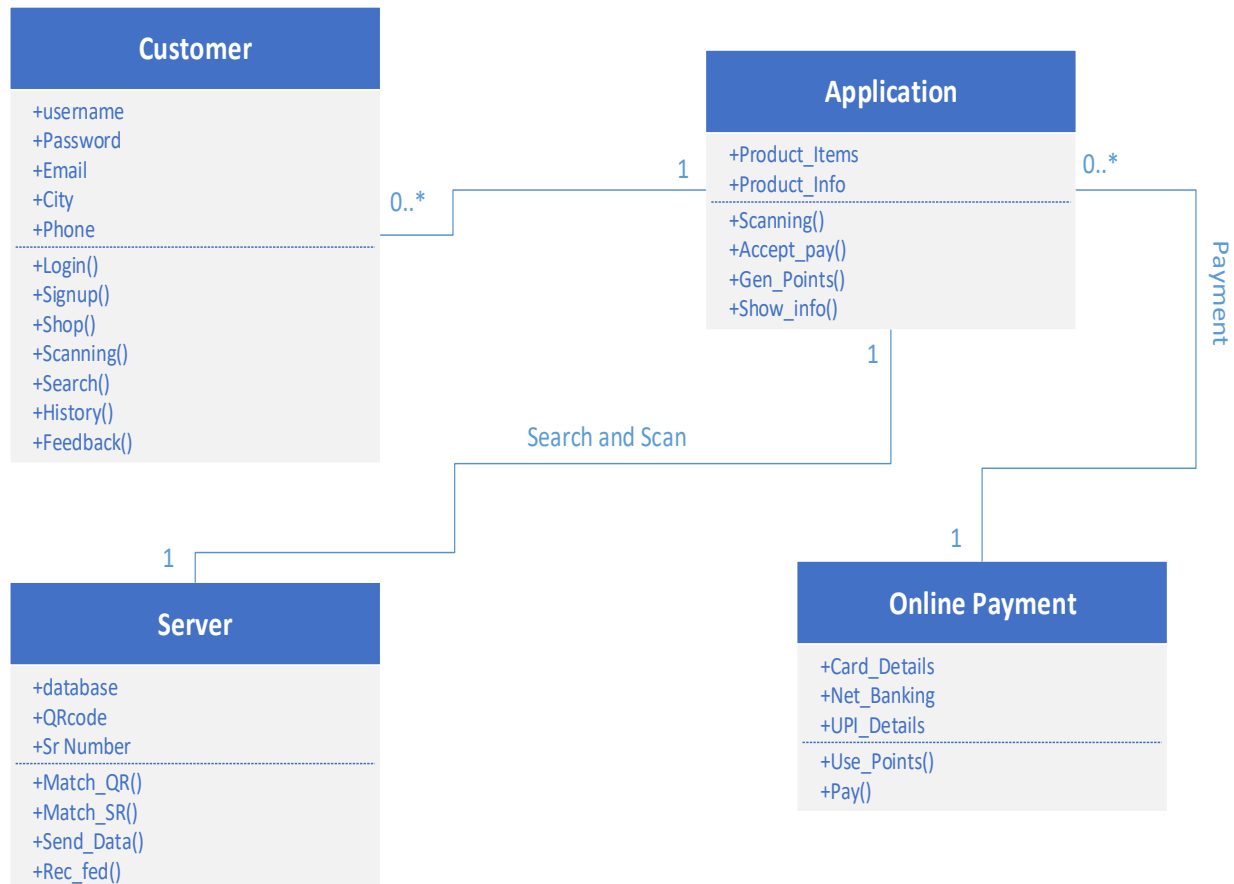 Customer
+username
+Password
+Email
+City
+Phone
+Login()
+Signup()
+Shop()
+Scanning()
+Search()
+History()
+Feedback()
0..*
1
Application
+Product_Items
+Product_Info
+Scanning()
+Accept_pay()
+Gen_Points()
+Show_info()
0..*
Payment
1
Search and Scan
1
1
Server
+database
+QRcode
+Sr Number
+Match_QR()
+Match_SR()
+Send_Data()
+Rec_fed()
Online Payment
+Card_Details
+Net_Banking
+UPI_Details
+Use_Points()
+Pay()